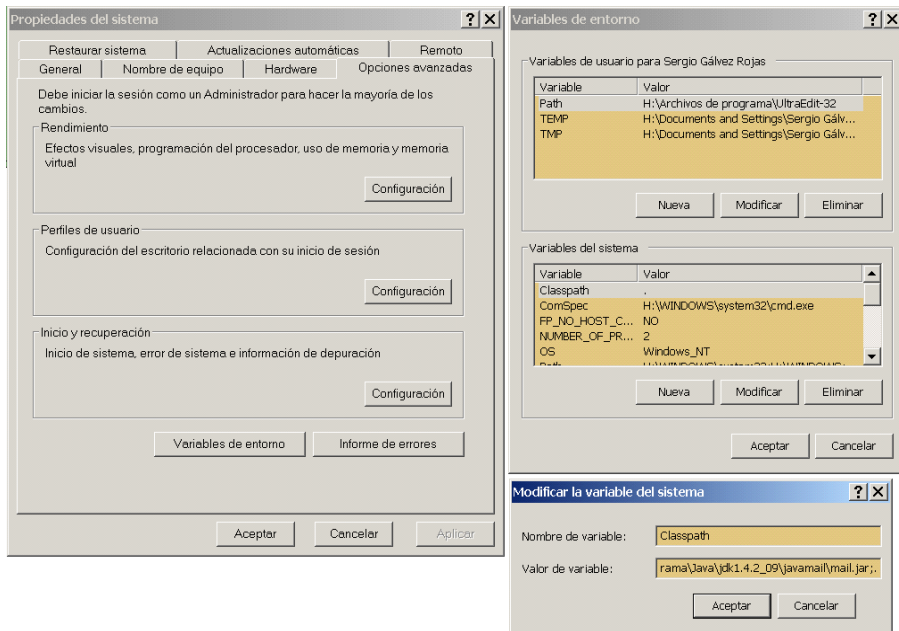 Propiedades del sistema
Restaurar sistema
Actualizaciones automáticas
Remoto
General
Nombre de equipo
Hardware
Opciones avanzadas
Debe iniciar la sesión como un Administrador para hacer la mayoría de los
cambios.
Rendimiento
Efectos visuales, programación del procesador, uso de memoria y memoria
virtual
Configuración
Perfiles de usuario
Configuración del escritorio relacionada con su inicio de sesión
Configuración
Inicio y recuperación
Inicio de sistema, error de sistema e información de depuración
Configuración
Variables de entorno
Informe de errores
Aceptar
Cancelar
Aplicar
Variables de entorno
Variables de usuario para Sergio Gálvez Rojas
Variable Valor
Path H:\Archivos de programa\UltraEdit-32
TEMP H:\Documents and Settings\Sergio Gálv...
TMP H:\Documents and Settings\Sergio Gálv...
Nueva
Modificar
Eliminar
Variables del sistema
Variable Valor
Classpath .
ComSpec H:\WINDOWS\system32\cmd.exe
FP_NO_HOST_C... NO
NUMBER_OF_PR... 2
OS Windows_NT
Nueva
Modificar
Eliminar
Aceptar
Cancelar
Modificar la variable del sistema
Nombre de variable: Classpath
Valor de variable: rama\Java\jdk1.4.2_09\javamail\mail.jar;.
Aceptar
Cancelar